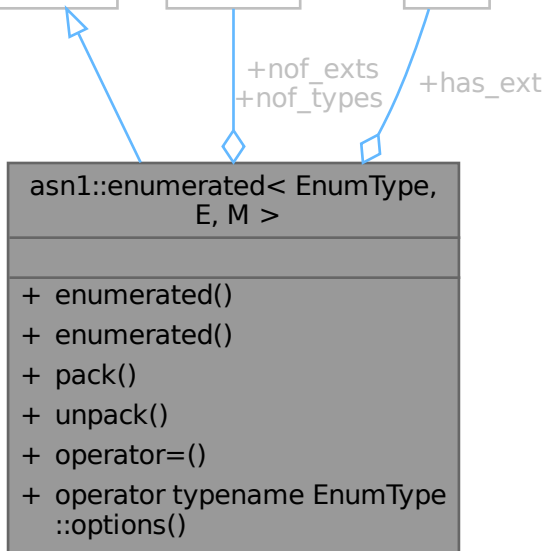 +nof_exts
+nof_types
+has_ext
asn1::enumerated< EnumType,
E, M >
+ enumerated()
+ enumerated()
+ pack()
+ unpack()
+ operator=()
+ operator typename EnumType
::options()